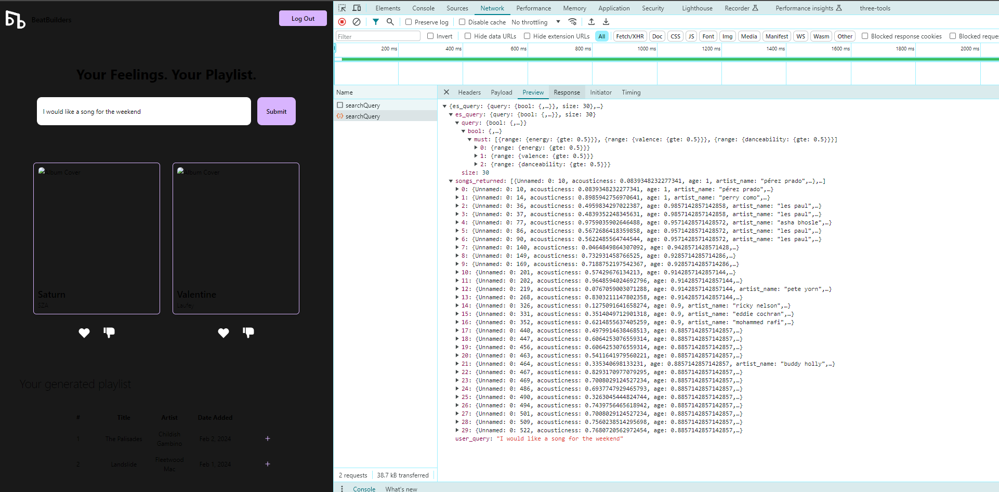 BeatBuilders
Log Out
Your Feelings. Your Playlist.
I would like a song for the weekend
Submit
Album Cover
Saturn
SZA
Album Cover
Valentine
Laufey
Your generated playlist
# Title Artist Date Added
1 The Palisades Childish Gambino Feb 2, 2024 +
2 Landslide Fleetwood Mac Feb 1, 2024 +
Elements Console Sources Network Performance Memory Application Security Lighthouse Recorder Performance insights three-tools
Preserve log Disable cache No throttling
Filter Invert Hide data URLs Hide extension URLs All Fetch/XHR Doc CSS JS Font Img Media Manifest WS Wasm Other Blocked response cookies Blocked reque
200 ms 400 ms 600 ms 800 ms 1000 ms 1200 ms 1400 ms 1600 ms 1800 ms 2000 ms
Name
searchQuery
searchQuery
Headers Payload Preview Response Initiator Timing
{es_query: {query: {bool: {,…}}, size: 30},…}
es_query: {query: {bool: {,…}}, size: 30}
query: {bool: {,…}}
bool: {,…}
must: [{range: {energy: {gte: 0.5}}}, {range: {valence: {gte: 0.5}}}, {range: {danceability: {gte: 0.5}}}]
0: {range: {energy: {gte: 0.5}}}
1: {range: {valence: {gte: 0.5}}}
2: {range: {danceability: {gte: 0.5}}}
size: 30
songs_returned: [{Unnamed: 0: 10, acousticness: 0.0839348232277341, age: 1, artist_name: "pérez prado",…},…]
0: {Unnamed: 0: 10, acousticness: 0.0839348232277341, age: 1, artist_name: "pérez prado",…}
1: {Unnamed: 0: 14, acousticness: 0.8985942756970641, age: 1, artist_name: "perry como",…}
2: {Unnamed: 0: 36, acousticness: 0.4959834297022387, age: 0.9857142857142858, artist_name: "les paul",…}
3: {Unnamed: 0: 37, acousticness: 0.4839352248345631, age: 0.9857142857142858, artist_name: "les paul",…}
4: {Unnamed: 0: 77, acousticness: 0.9759035902646488, age: 0.9571428571428572, artist_name: "asha bhosle",…}
5: {Unnamed: 0: 86, acousticness: 0.5672686418359858, age: 0.9571428571428572, artist_name: "les paul",…}
6: {Unnamed: 0: 90, acousticness: 0.5622485564744544, age: 0.9571428571428572, artist_name: "les paul",…}
7: {Unnamed: 0: 140, acousticness: 0.0464849864307092, age: 0.9428571428571428,…}
8: {Unnamed: 0: 149, acousticness: 0.732931458766525, age: 0.9285714285714286,…}
9: {Unnamed: 0: 169, acousticness: 0.7188752197542367, age: 0.9285714285714286,…}
10: {Unnamed: 0: 201, acousticness: 0.57429676134213, age: 0.9142857142857144,…}
11: {Unnamed: 0: 202, acousticness: 0.9648594024692796, age: 0.9142857142857144,…}
12: {Unnamed: 0: 219, acousticness: 0.0767059003071288, age: 0.9142857142857144, artist_name: "pete yorn",…}
13: {Unnamed: 0: 268, acousticness: 0.8303211147802358, age: 0.9142857142857144,…}
14: {Unnamed: 0: 326, acousticness: 0.1275091641658274, age: 0.9, artist_name: "ricky nelson",…}
15: {Unnamed: 0: 331, acousticness: 0.3514049712901318, age: 0.9, artist_name: "eddie cochran",…}
16: {Unnamed: 0: 352, acousticness: 0.6214855637405259, age: 0.9, artist_name: "mohammed rafi",…}
17: {Unnamed: 0: 440, acousticness: 0.4979914638468513, age: 0.8857142857142857,…}
18: {Unnamed: 0: 447, acousticness: 0.6064253076559314, age: 0.8857142857142857,…}
19: {Unnamed: 0: 456, acousticness: 0.6064253076559314, age: 0.8857142857142857,…}
20: {Unnamed: 0: 463, acousticness: 0.5411641979560221, age: 0.8857142857142857,…}
21: {Unnamed: 0: 464, acousticness: 0.335340698133231, age: 0.8857142857142857, artist_name: "buddy holly",…}
22: {Unnamed: 0: 467, acousticness: 0.8293170977079295, age: 0.8857142857142857,…}
23: {Unnamed: 0: 469, acousticness: 0.7008029124527234, age: 0.8857142857142857,…}
24: {Unnamed: 0: 486, acousticness: 0.6937747929465793, age: 0.8857142857142857,…}
25: {Unnamed: 0: 490, acousticness: 0.3263045444824744, age: 0.8857142857142857,…}
26: {Unnamed: 0: 494, acousticness: 0.7439756465618942, age: 0.8857142857142857,…}
27: {Unnamed: 0: 501, acousticness: 0.7008029124527234, age: 0.8857142857142857,…}
28: {Unnamed: 0: 509, acousticness: 0.7560238514295698, age: 0.8857142857142857,…}
29: {Unnamed: 0: 522, acousticness: 0.7680720562972454, age: 0.8857142857142857,…}
user_query: "I would like a song for the weekend"
2 requests 38.7 kB transferred
Console What's new